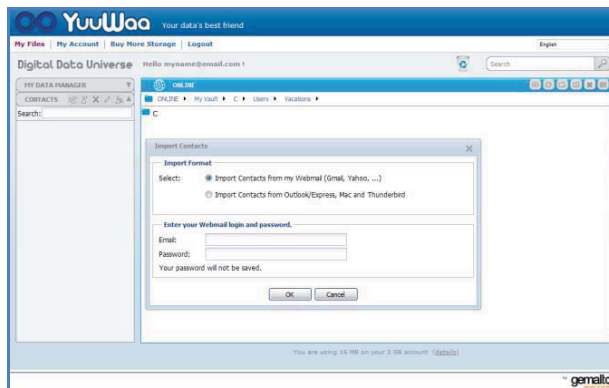 YuuWaa Your data's best friend
My Files | My Account | Buy More Storage | Logout
English
Digital Data Universe Hello myname@email.com !
Search
MY DATA MANAGER
ONLINE
CONTACTS
ONLINE My Vault C Users Vacations
Search:
C
Import Contacts
Import Format
Select: Import Contacts from my Webmail (Gmail, Yahoo, ...)
Import Contacts from Outlook/Express, Mac and Thunderbird
Enter your Webmail login and password.
Email:
Password:
Your password will not be saved.
OK Cancel
You are using 16 MB on your 2 GB account (details)
by gemalto